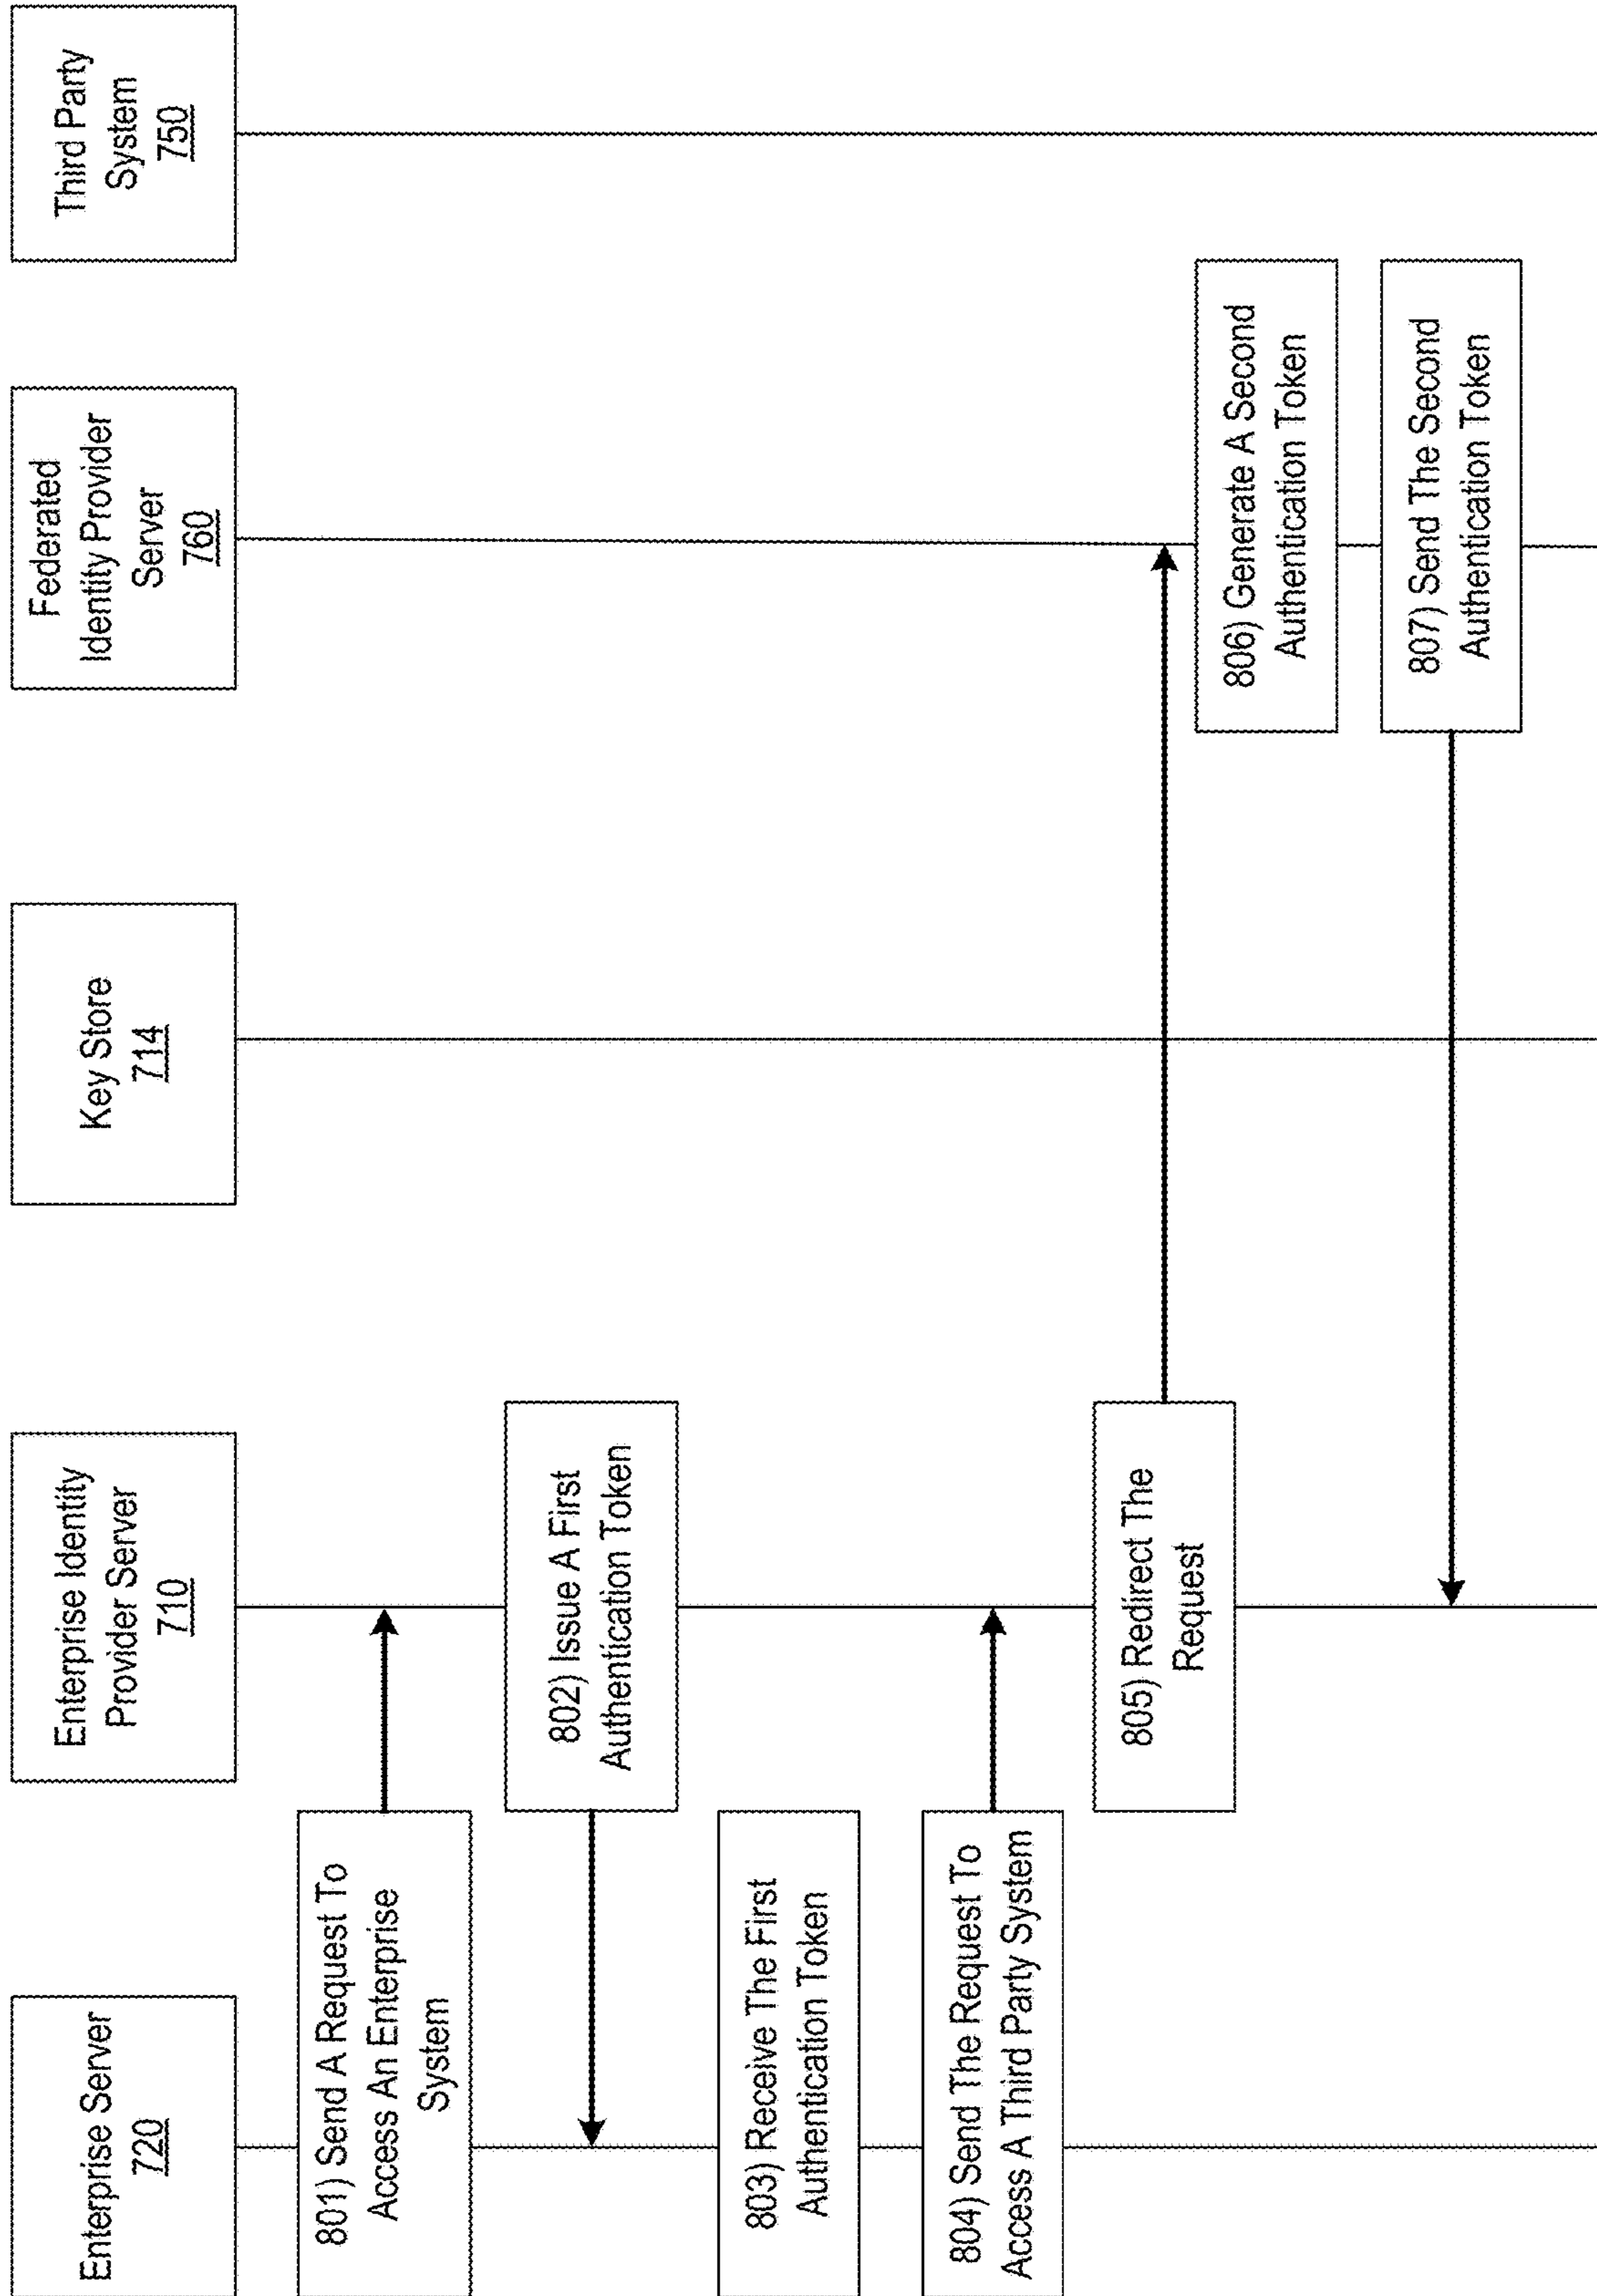 Enterprise Server
720
Enterprise Identity
Provider Server
710
Key Store
714
Federated
Identity Provider
Server
760
Third Party
System
750
801) Send A Request To
Access An Enterprise
System
802) Issue A First
Authentication Token
803) Receive The First
Authentication Token
804) Send The Request To
Access A Third Party System
805) Redirect The
Request
806) Generate A Second
Authentication Token
807) Send The Second
Authentication Token